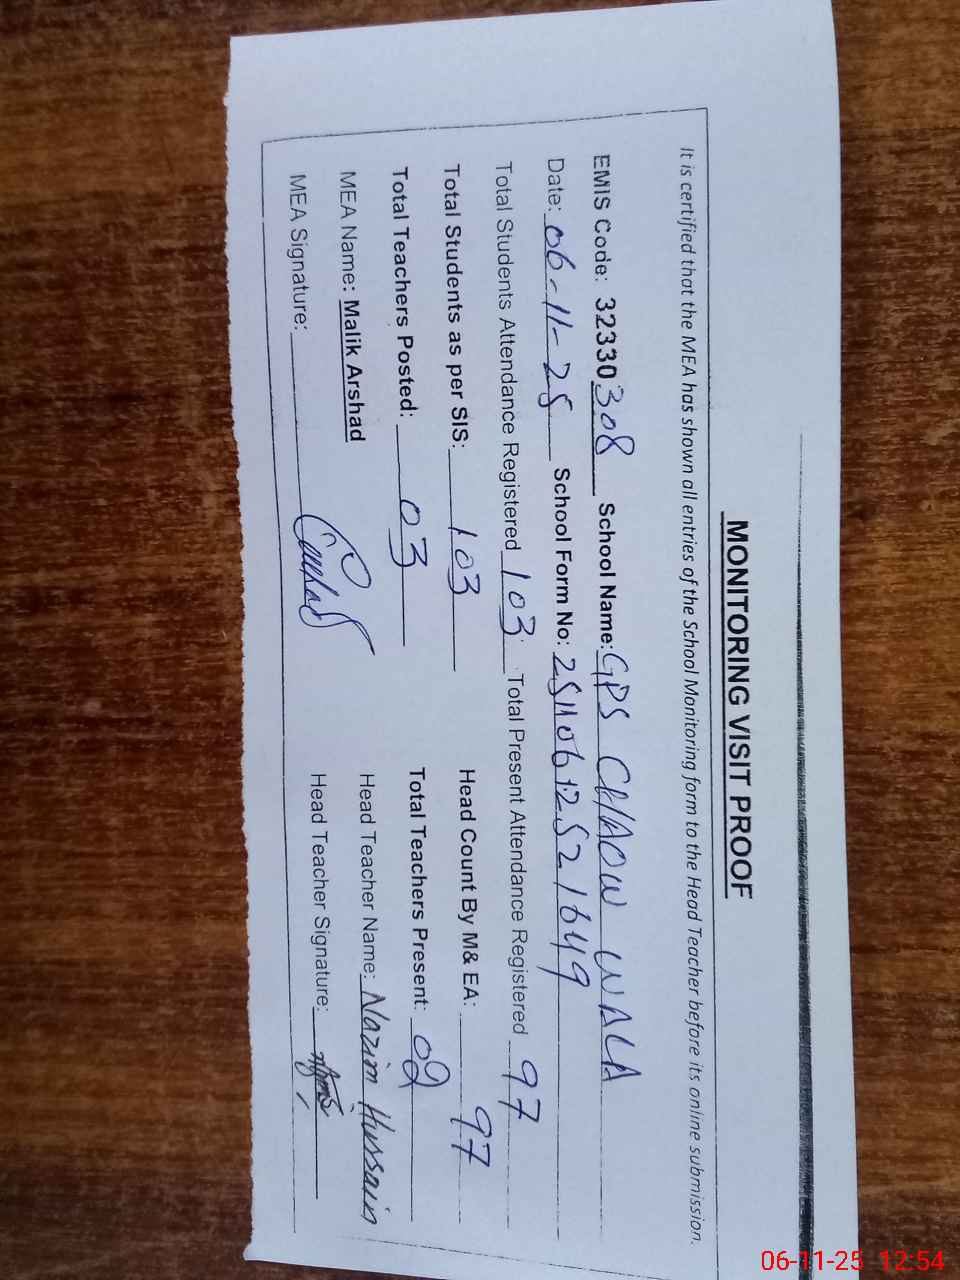 MONITORING VISIT PROOF
It is certified that the MEA has shown all entries of the School Monitoring form to the Head Teacher before its online submission.
EMIS Code: 32330308 School Name: GPS CHAOW WALA
Date: 06-11-25 School Form No: 25110612521649
Total Students Attendance Registered 103 Total Present Attendance Registered 97
Total Students as per SIS: 103 Head Count By M& EA: 97
Total Teachers Posted: 03 Total Teachers Present: 02
MEA Name: Malik Arshad Head Teacher Name: Nazim Hussain
MEA Signature: Head Teacher Signature:
06-11-25 12:54